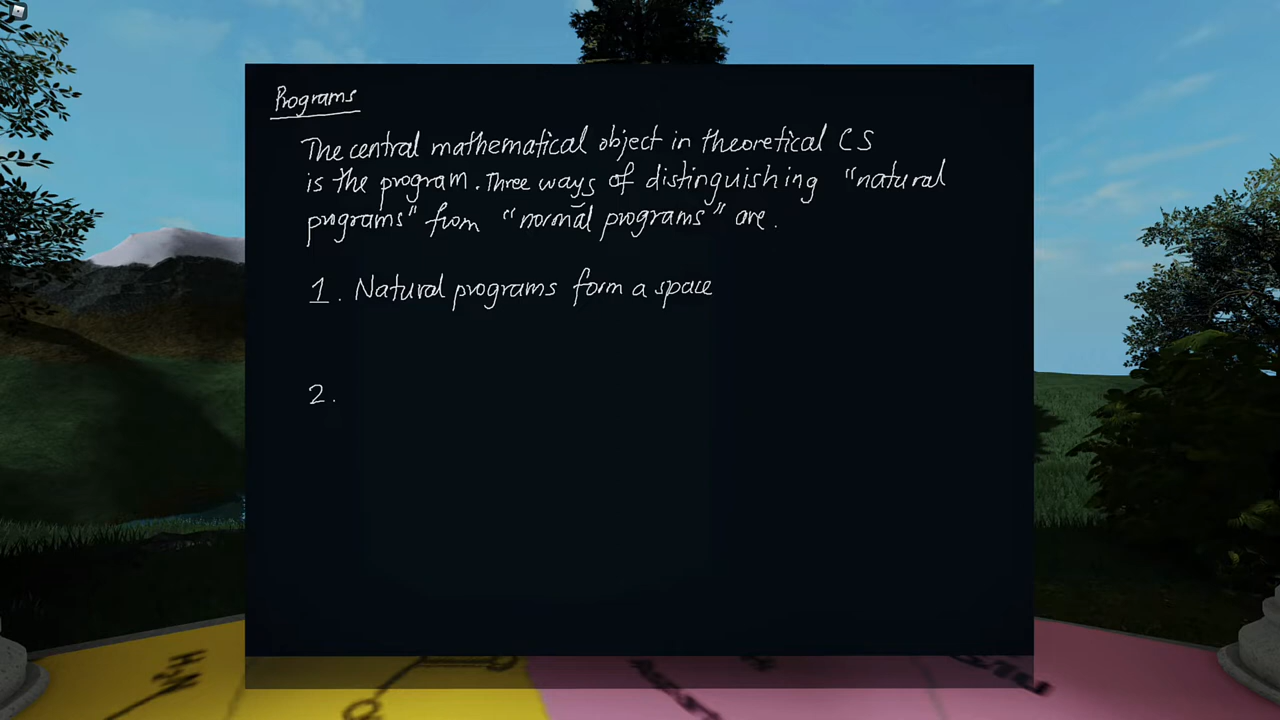 Programs
The central mathematical object in theoretical CS
is the program. Three ways of distinguishing "natural
programs" from "normal programs" are.
1. Natural programs form a space
2.